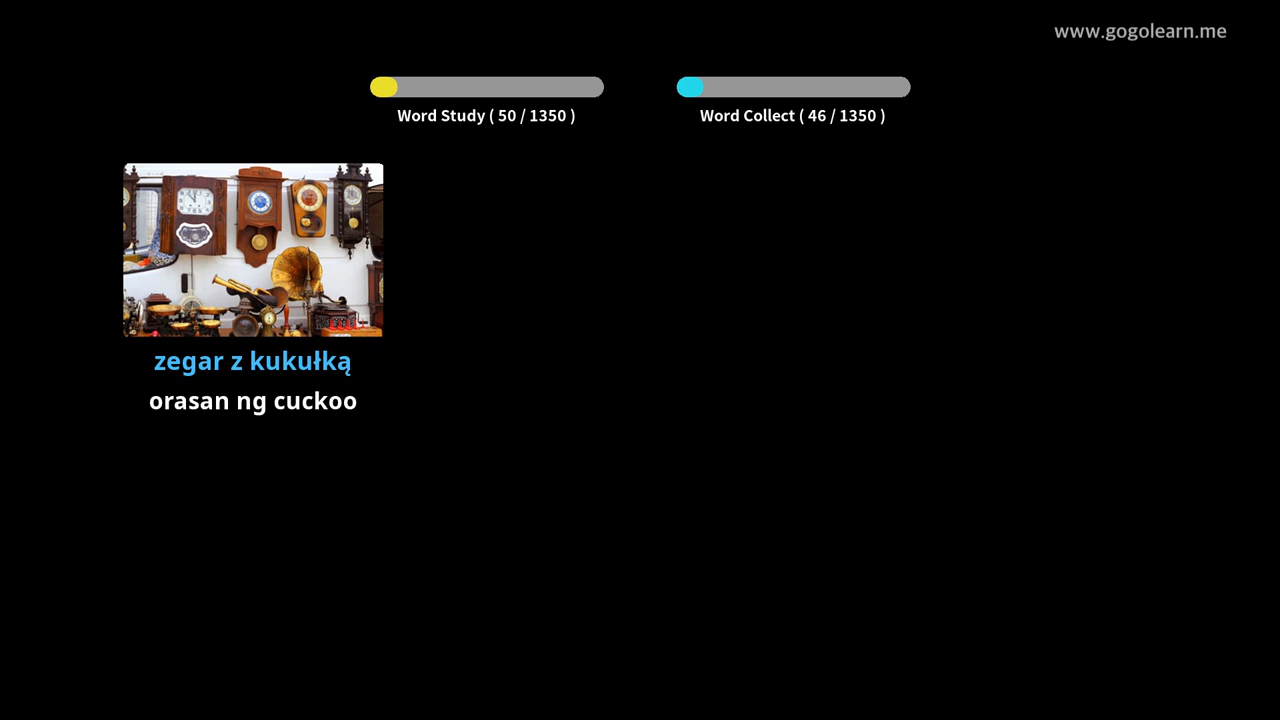 www.gogolearn.me
Word Study ( 50 / 1350 )
Word Collect ( 46 / 1350 )
zegar z kukułką
orasan ng cuckoo